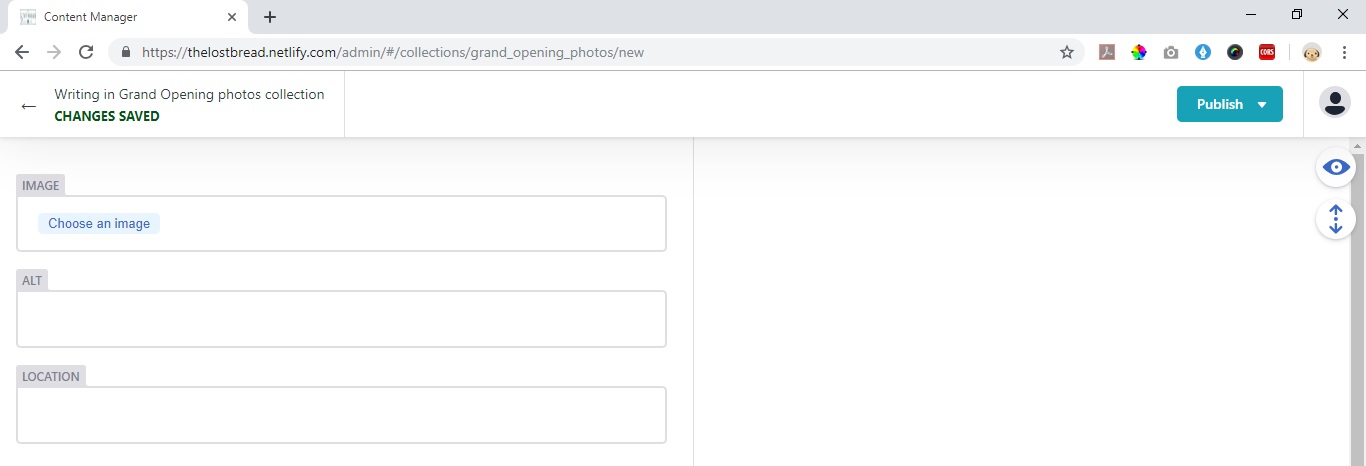 Content Manager
https://thelostbread.netlify.com/admin/#/collections/grand_opening_photos/new
CORS
Writing in Grand Opening photos collection
CHANGES SAVED
Publish
IMAGE
Choose an image
ALT
LOCATION